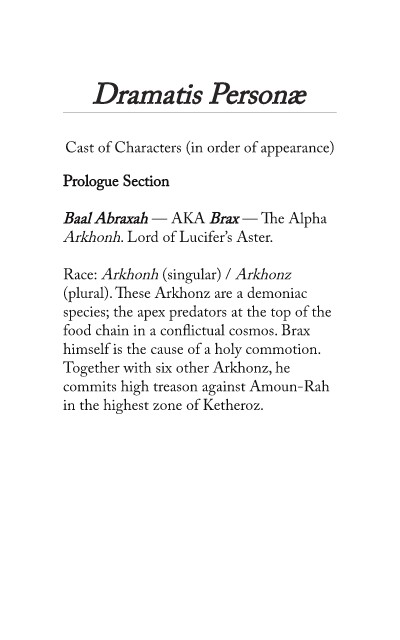 Dramatis Personæ
Cast of Characters (in order of appearance)
Prologue Section
Baal Abraxah — AKA Brax — The Alpha
Arkhonh. Lord of Lucifer’s Aster.
Race: Arkhonh (singular) / Arkhonz
(plural). These Arkhonz are a demoniac
species; the apex predators at the top of the
food chain in a conflictual cosmos. Brax
himself is the cause of a holy commotion.
Together with six other Arkhonz, he
commits high treason against Amoun-Rah
in the highest zone of Ketheroz.